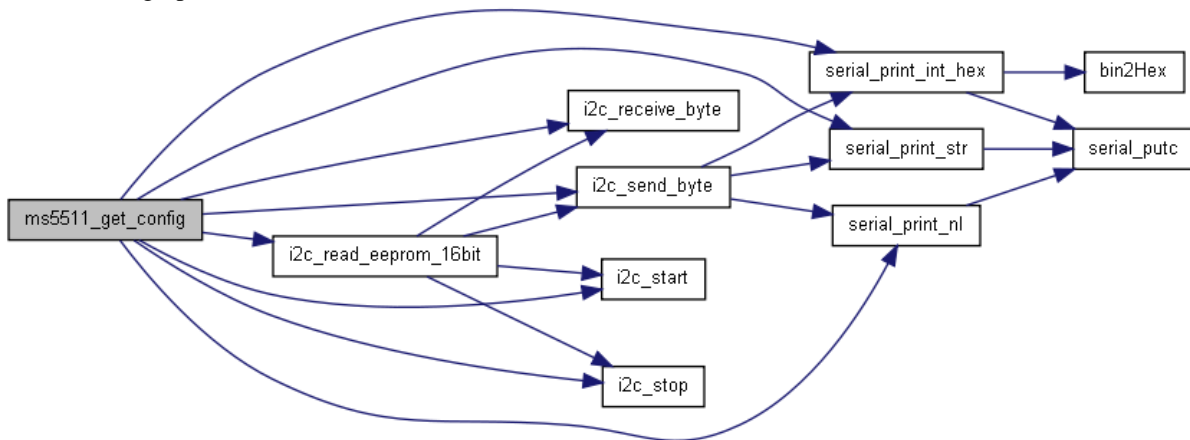 ms5511_get_config
i2c_read_eeprom_16bit
i2c_receive_byte
i2c_send_byte
i2c_start
i2c_stop
serial_print_int_hex
serial_print_str
serial_print_nl
bin2Hex
serial_putc